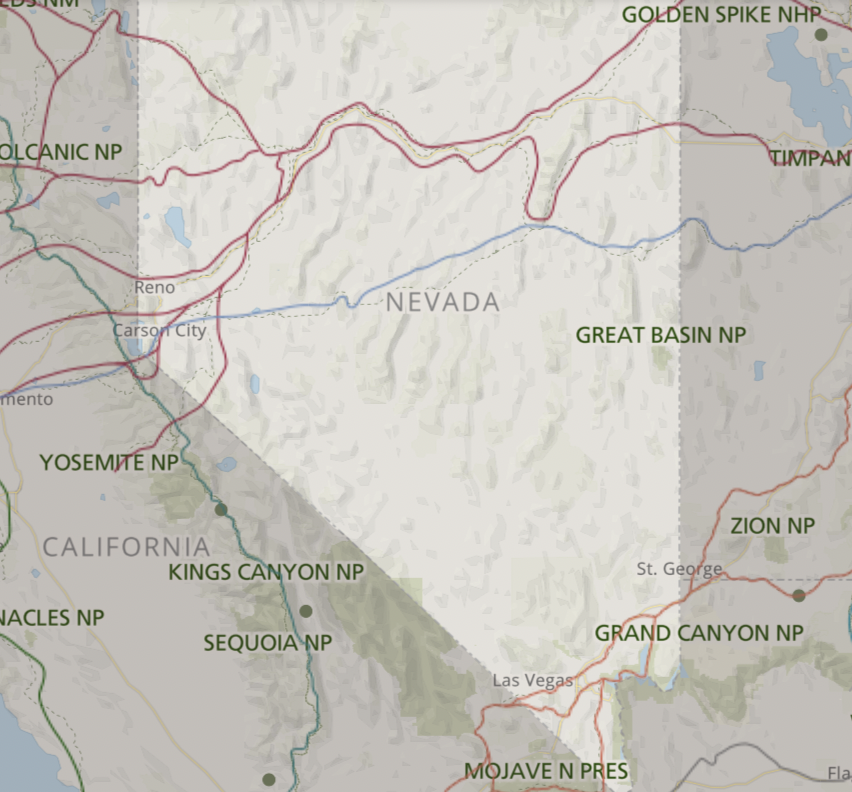 EDS NM
GOLDEN SPIKE NHP
OLCANIC NP
TIMPAN
Reno
NEVADA
Carson City
GREAT BASIN NP
mento
YOSEMITE NP
ZION NP
CALIFORNIA
St. George
KINGS CANYON NP
NACLES NP
GRAND CANYON NP
SEQUOIA NP
Las Vegas
MOJAVE N PRES
Fla